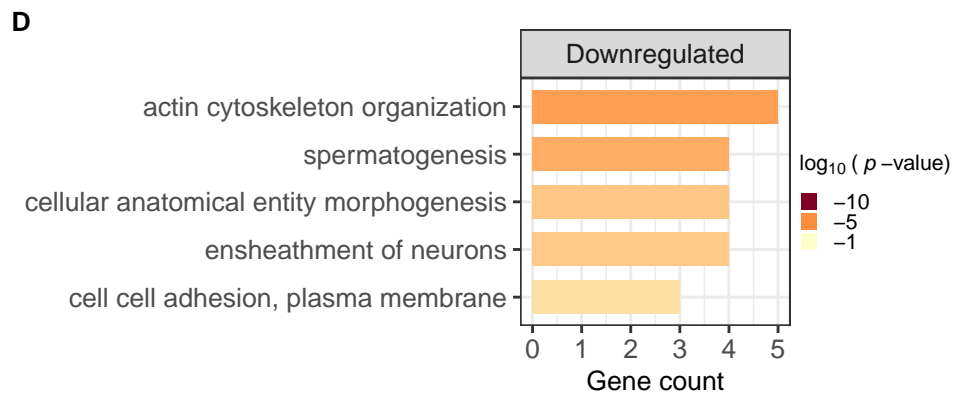 D
Downregulated
actin cytoskeleton organization
spermatogenesis
cellular anatomical entity morphogenesis
ensheathment of neurons
cell cell adhesion, plasma membrane
0 1 2 3 4 5
Gene count
log₁₀ ( p −value)
−10
−5
−1